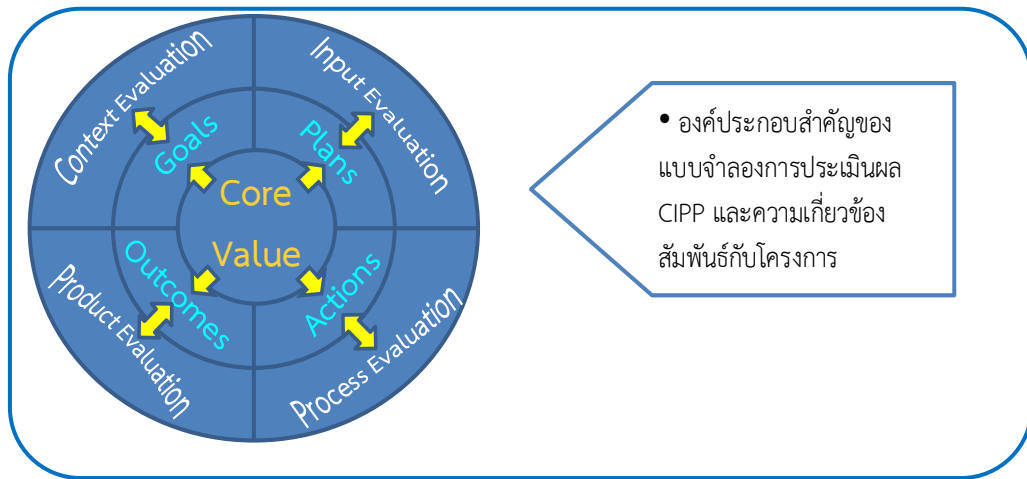 Context Evaluation
Input Evaluation
Goals
Plans
Core
Value
Outcomes
Actions
Product Evaluation
Process Evaluation
• องค์ประกอบสำคัญของ
แบบจำลองการประเมินผล
CIPP และความเกี่ยวข้อง
สัมพันธ์กับโครงการ